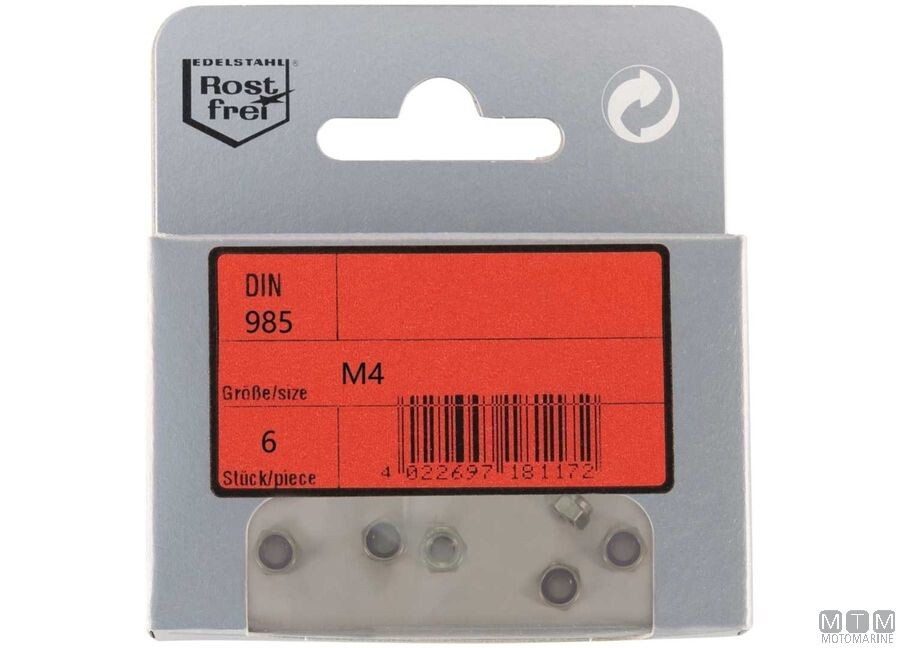 EDELSTAHL®
Rost
frei
DIN
985
Größe/size
M4
6
Stück/piece
4 022697 181172
MTM
MOTOMARINE